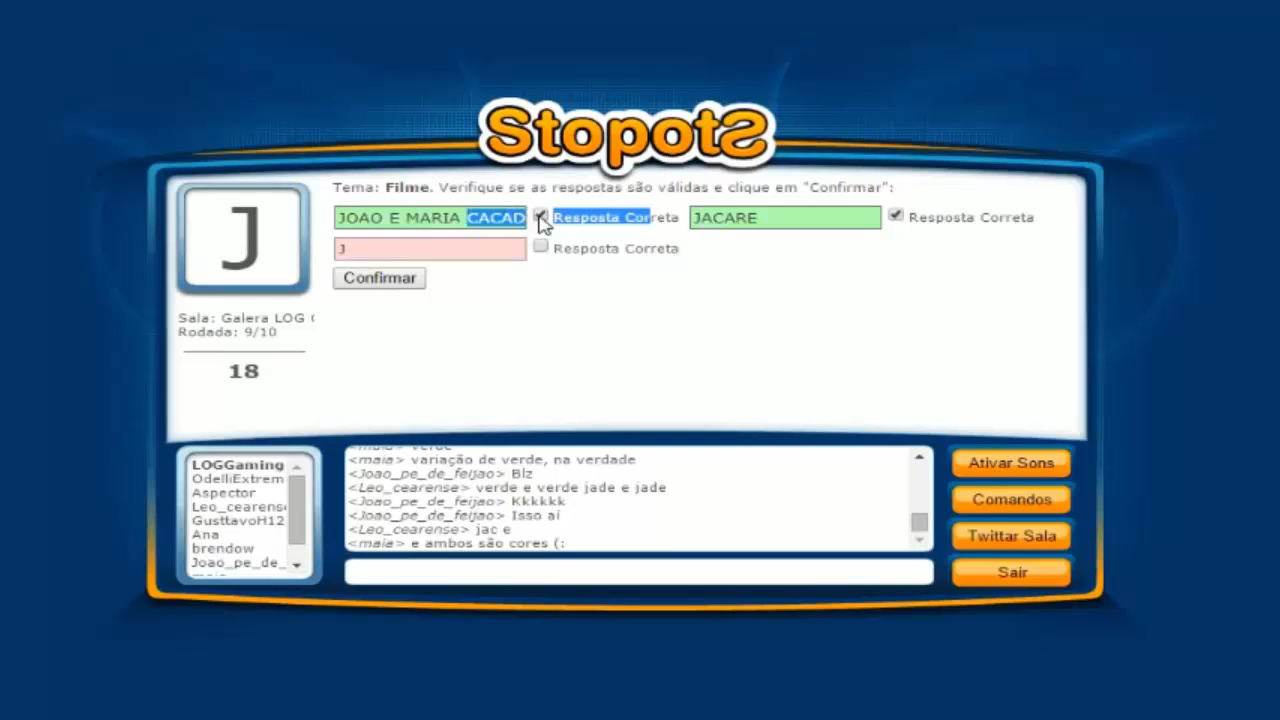 StopotS
J
Tema: Filme. Verifique se as respostas são válidas e clique em "Confirmar":
JOAO E MARIA CACAD Resposta Correta JACARE Resposta Correta
J Resposta Correta
Confirmar
Sala: Galera LOG
Rodada: 9/10
18
LOGGaming
OdelliExtrem
Aspector
Leo_cearens
GusttavoH12
Ana
brendow
Joao_pe_de_
<maia> verde
<maia> variação de verde, na verdade
<Joao_pe_de_feijao> Blz
<Leo_cearense> verde e verde jade e jade
<Joao_pe_de_feijao> Kkkkkk
<Joao_pe_de_feijao> Isso aí
<Leo_cearense> jac e
<maia> e ambos são cores (:
Ativar Sons
Comandos
Twittar Sala
Sair